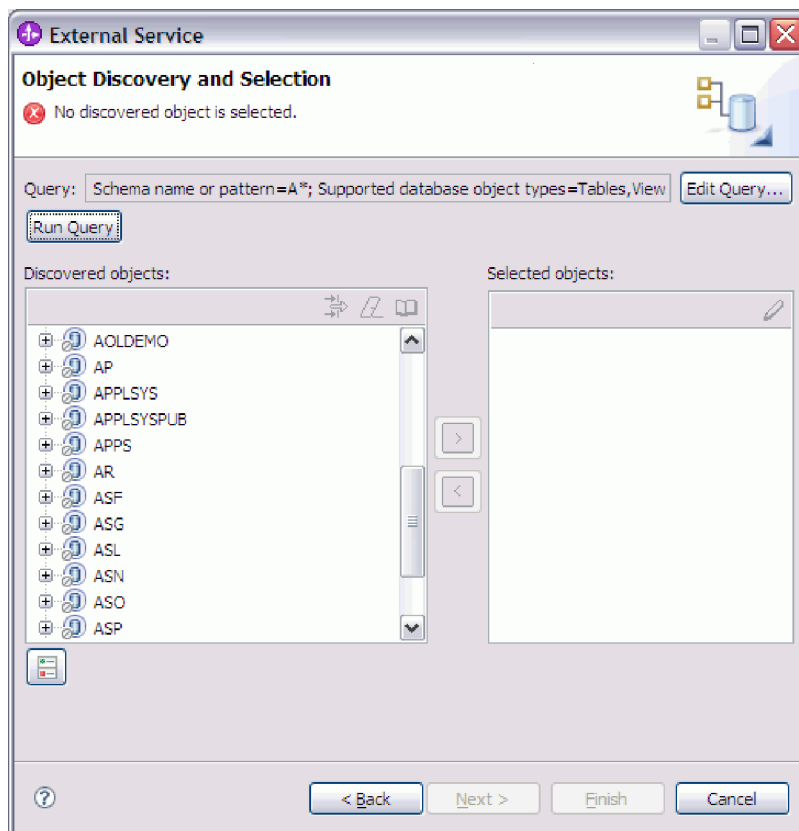 External Service
Object Discovery and Selection
No discovered object is selected.
Query: Schema name or pattern=A*; Supported database object types=Tables,View Edit Query...
Run Query
Discovered objects: Selected objects:
AOLDEMO
AP
APPLSYS
APPLSYSPUB
APPS
AR
ASF
ASG
ASL
ASN
ASO
ASP
> 
<
? < Back Next > Finish Cancel